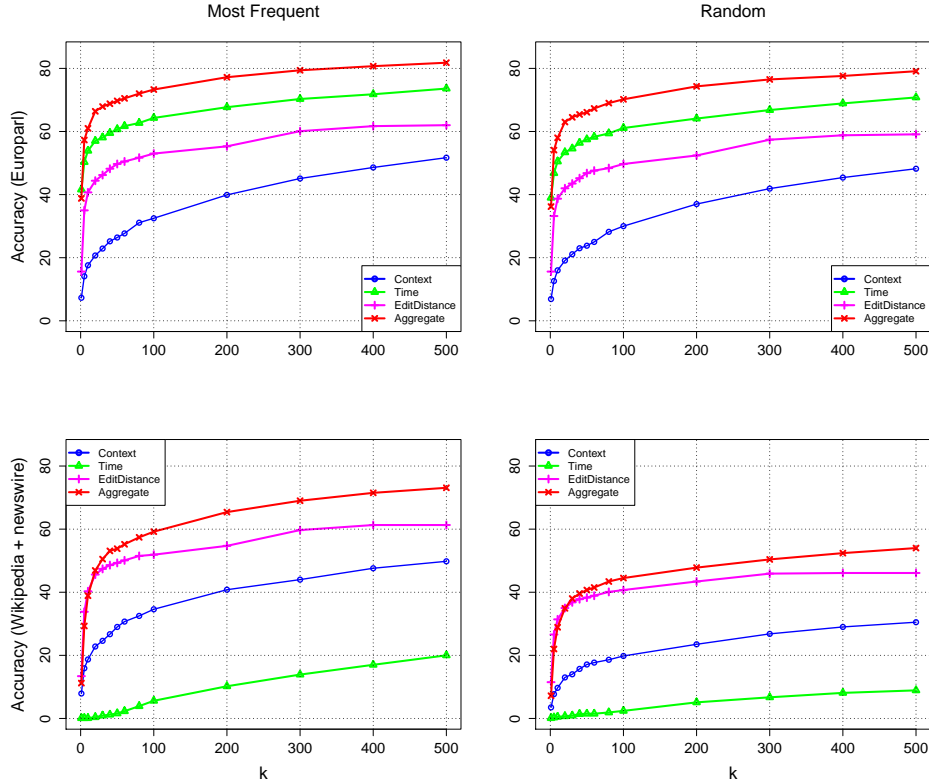 Most Frequent
Random
Accuracy (Europarl)
80
60
40
20
0
Context
Time
EditDistance
Aggregate
0 100 200 300 400 500
80
60
40
20
0
Context
Time
EditDistance
Aggregate
0 100 200 300 400 500
Accuracy (Wikipedia + newswire)
80
60
40
20
0
Context
Time
EditDistance
Aggregate
0 100 200 300 400 500
k
80
60
40
20
0
Context
Time
EditDistance
Aggregate
0 100 200 300 400 500
k